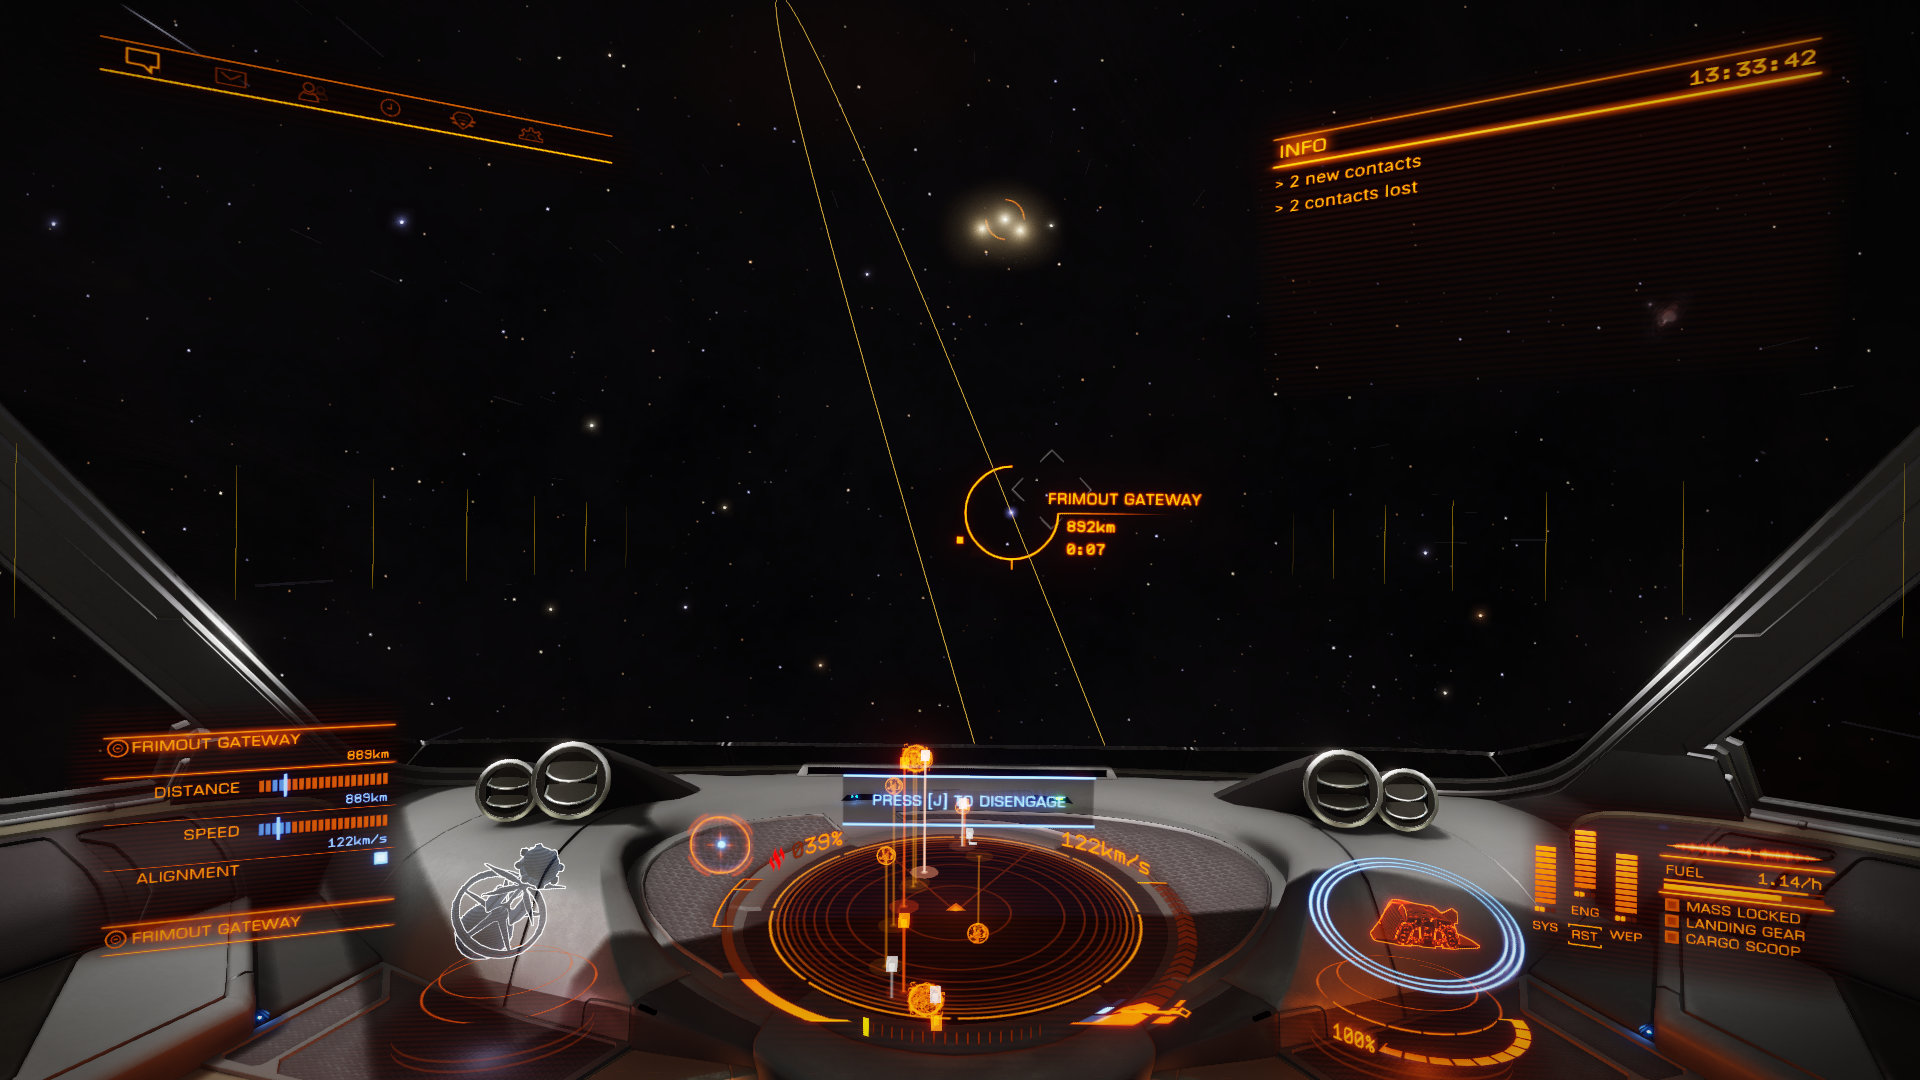 13:33:42
INFO
> 2 new contacts
> 2 contacts lost
FRIMOUT GATEWAY
892km
0:07
FRIMOUT GATEWAY
889km
DISTANCE
889km
SPEED
122km/s
ALIGNMENT
FRIMOUT GATEWAY
PRESS [J] TO DISENGAGE
039%
122km/s
SYS
ENG
RST
WEP
FUEL
1.14/h
MASS LOCKED
LANDING GEAR
CARGO SCOOP
100%